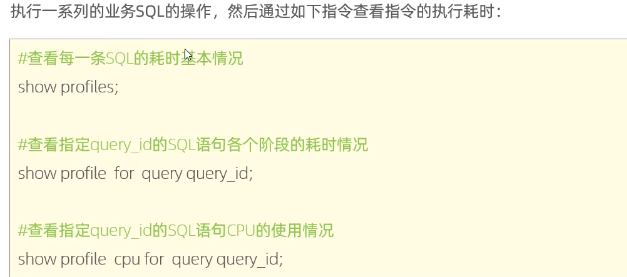 执行一系列的业务SQL的操作，然后通过如下指令查看指令的执行耗时：
#查看每一条SQL的耗时基本情况
show profiles;
#查看指定query_id的SQL语句各个阶段的耗时情况
show profile for query query_id;
#查看指定query_id的SQL语句CPU的使用情况
show profile cpu for query query_id;